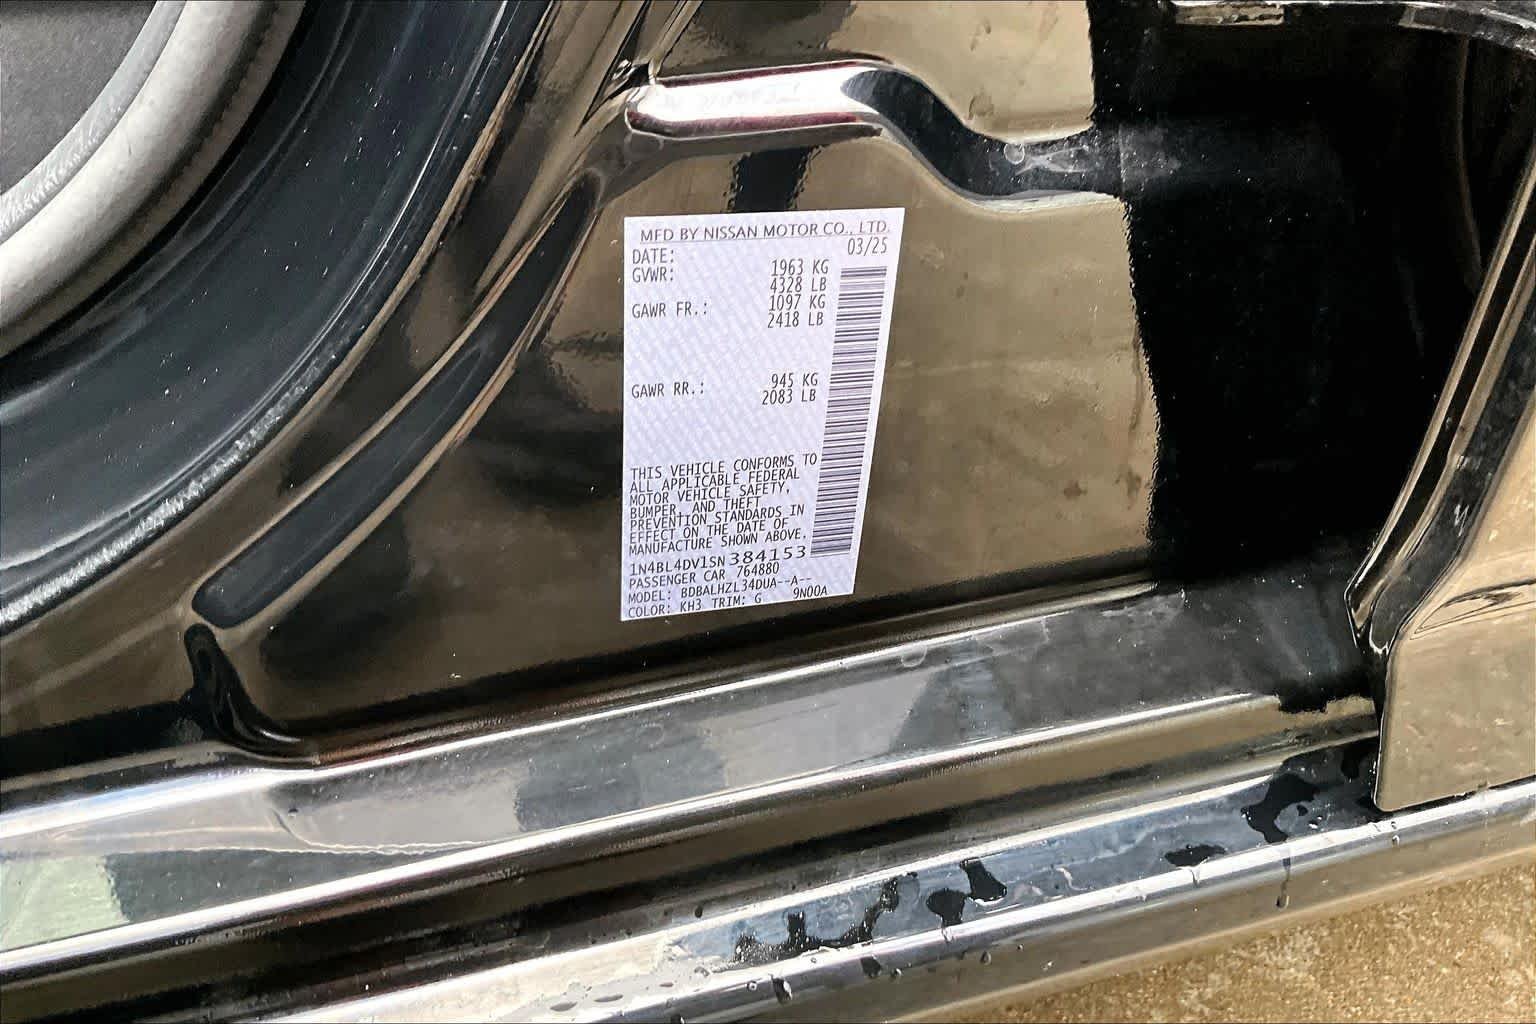 MFD BY NISSAN MOTOR CO., LTD.
DATE: 03/25
GVWR: 1963 KG
4328 LB
GAWR FR.: 1097 KG
2418 LB
GAWR RR.: 945 KG
2083 LB
THIS VEHICLE CONFORMS TO
ALL APPLICABLE FEDERAL
MOTOR VEHICLE SAFETY,
BUMPER, AND THEFT
PREVENTION STANDARDS IN
EFFECT ON THE DATE OF
MANUFACTURE SHOWN ABOVE.
1N4BL4DV1SN384153
PASSENGER CAR 764880
MODEL: BDBALHZL34DUA--A--
COLOR: KH3 TRIM: G 9N00A